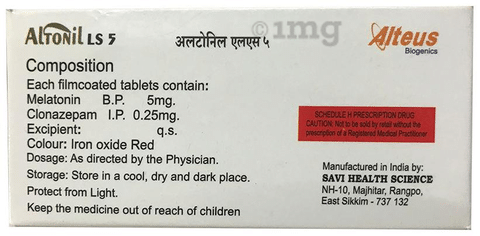 Altonil LS 5
अलटोनिल एलएस ५
1mg
Alteus
Biogenics
Composition
Each filmcoated tablets contain:
Melatonin B.P. 5mg.
Clonazepam I.P. 0.25mg.
Excipient: q.s.
Colour: Iron oxide Red
Dosage: As directed by the Physician.
Storage: Store in a cool, dry and dark place.
Protect from Light.
Keep the medicine out of reach of children
SCHEDULE H PRESCRIPTION DRUG
CAUTION: Not to be sold by retail without the
prescription of a Registered Medical Practitioner
Manufactured in India by:
SAVI HEALTH SCIENCE
NH-10, Majhitar, Rangpo,
East Sikkim - 737 132